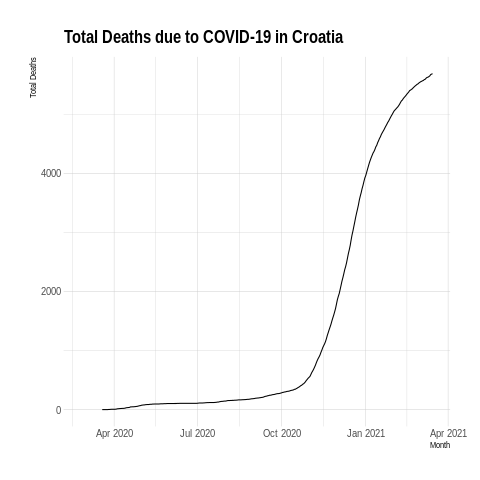 Total Deaths due to COVID-19 in Croatia
Total Deaths
4000
2000
0
Apr 2020 Jul 2020 Oct 2020 Jan 2021 Apr 2021
Month